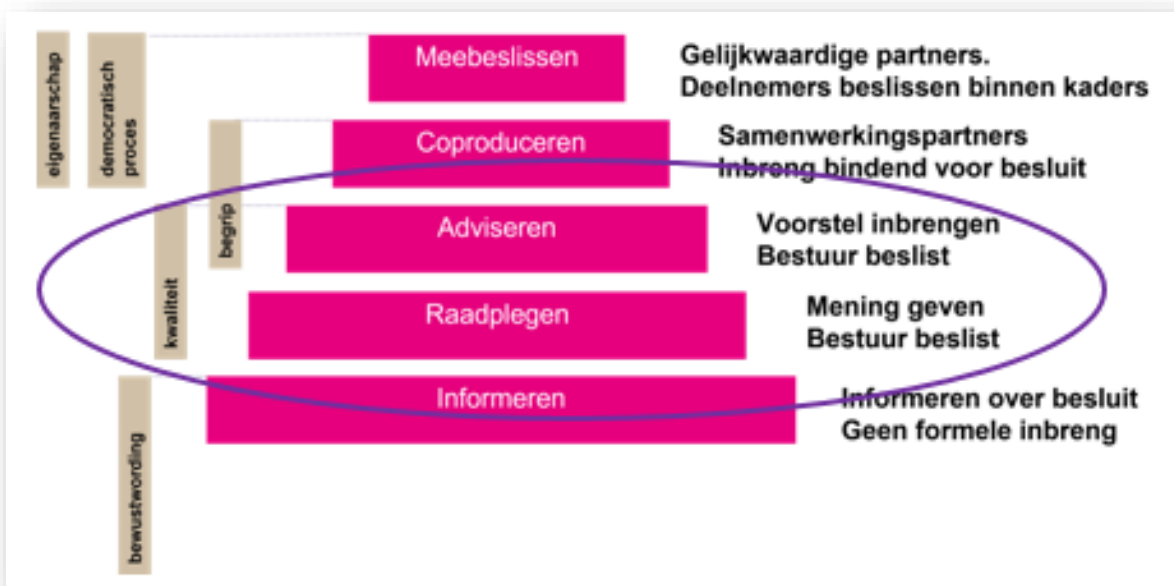 eigenaarschap
democratisch
proces
Meebeslissen
Gelijkwaardige partners.
Deelnemers beslissen binnen kaders
begrip
Coproduceren
Samenwerkingspartners
Inbreng bindend voor besluit
kwaliteit
Adviseren
Voorstel inbrengen
Bestuur beslist
Raadplegen
Mening geven
Bestuur beslist
bewustwording
Informeren
Informeren over besluit
Geen formele inbreng